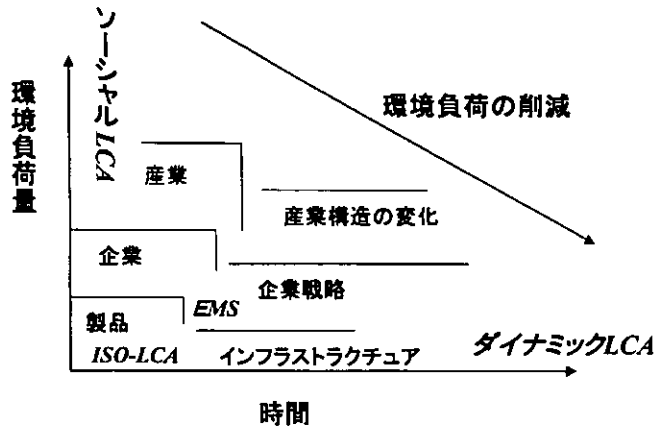 環境負荷量
ソーシャルLCA
環境負荷の削減
産業
産業構造の変化
企業
企業戦略
製品
EMS
ISO-LCA
インフラストラクチュア
ダイナミックLCA
時間